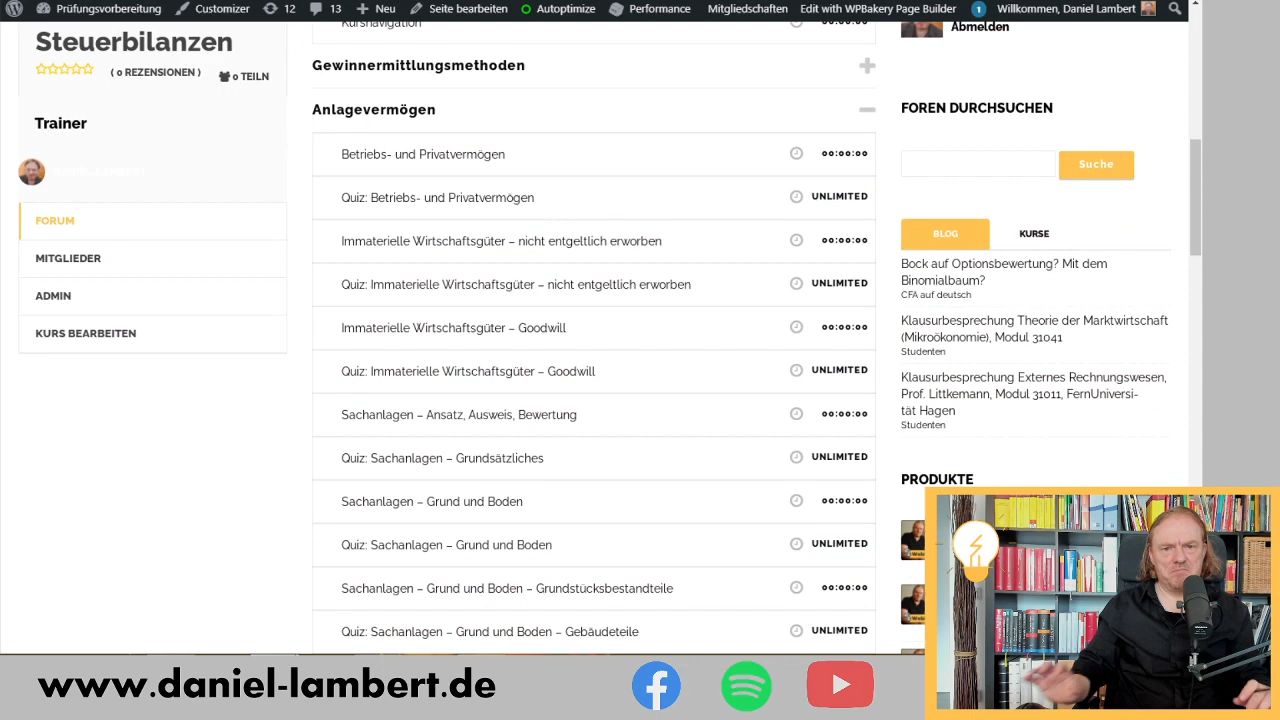 Prüfungsvorbereitung
Customizer
12
13
Neu
Seite bearbeiten
Autoptimize
Performance
Mitgliedschaften
Edit with WPBakery Page Builder
1
Willkommen, Daniel Lambert
Steuerbilanzen
( 0 REZENSIONEN )
0 TEILN
Trainer
FORUM
MITGLIEDER
ADMIN
KURS BEARBEITEN
Kursnavigation 00:00:00
Gewinnermittlungsmethoden
Anlagevermögen
Betriebs- und Privatvermögen 00:00:00
Quiz: Betriebs- und Privatvermögen UNLIMITED
Immaterielle Wirtschaftsgüter – nicht entgeltlich erworben 00:00:00
Quiz: Immaterielle Wirtschaftsgüter – nicht entgeltlich erworben UNLIMITED
Immaterielle Wirtschaftsgüter – Goodwill 00:00:00
Quiz: Immaterielle Wirtschaftsgüter – Goodwill UNLIMITED
Sachanlagen – Ansatz, Ausweis, Bewertung 00:00:00
Quiz: Sachanlagen – Grundsätzliches UNLIMITED
Sachanlagen – Grund und Boden 00:00:00
Quiz: Sachanlagen – Grund und Boden UNLIMITED
Sachanlagen – Grund und Boden – Grundstücksbestandteile 00:00:00
Quiz: Sachanlagen – Grund und Boden – Gebäudeteile UNLIMITED
Abmelden
FOREN DURCHSUCHEN
Suche
BLOG KURSE
Bock auf Optionsbewertung? Mit dem
Binomialbaum?
CFA auf deutsch
Klausurbesprechung Theorie der Marktwirtschaft
(Mikroökonomie), Modul 31041
Studenten
Klausurbesprechung Externes Rechnungswesen,
Prof. Littkemann, Modul 31011, FernUniversi-
tät Hagen
Studenten
PRODUKTE
www.daniel-lambert.de